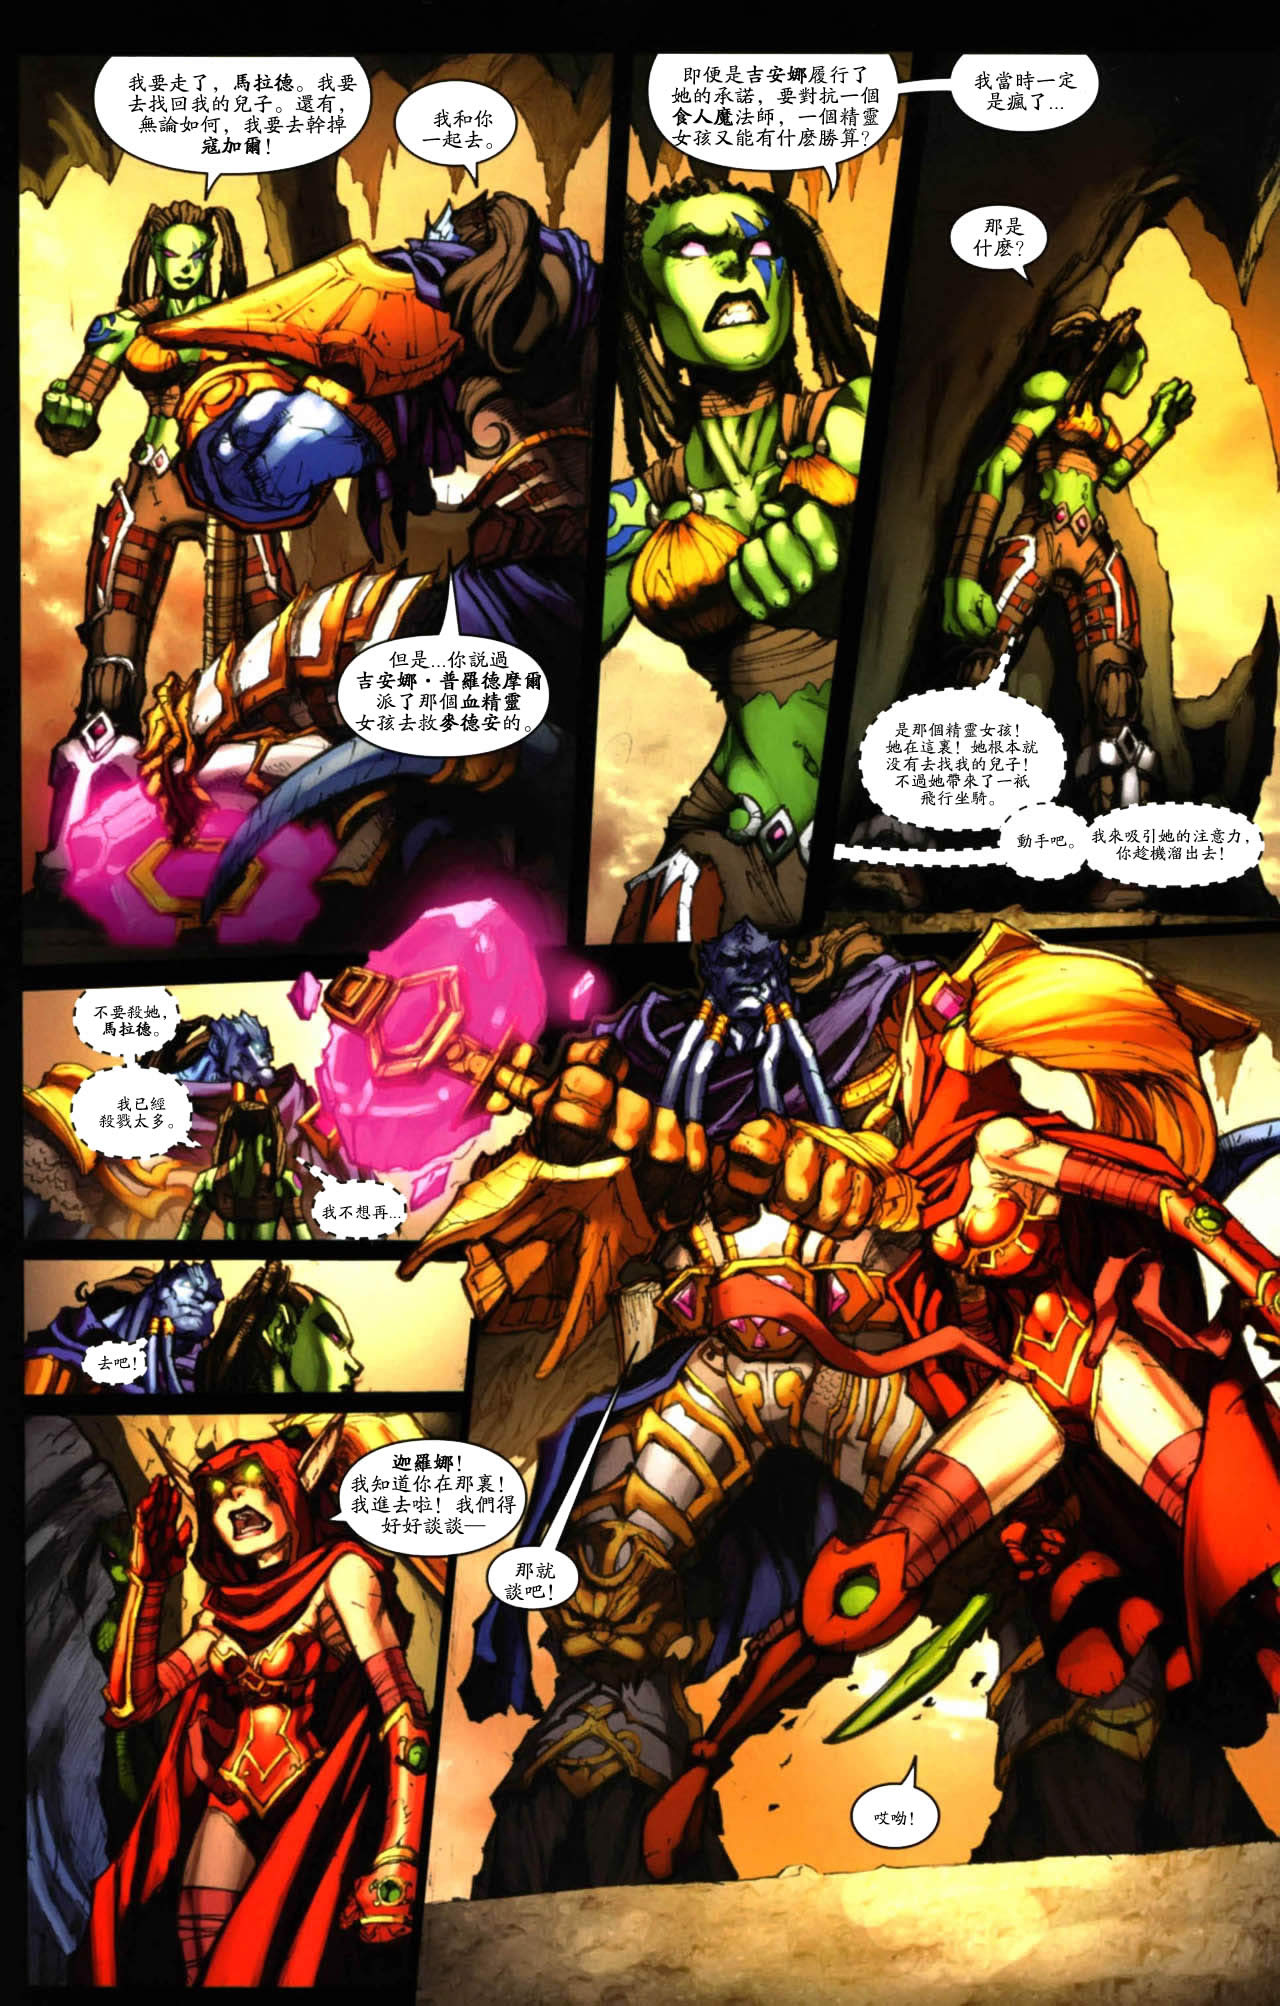 我要走了，馬拉德。我要
去找回我的兒子。還有，
無論如何，我要去幹掉
寇加爾！
我和你
一起去。
但是...你説過
吉安娜·普羅德摩爾
派了那個血精靈
女孩去救麥德安的。
即便是吉安娜履行了
她的承諾，要對抗一個
食人魔法師，一個精靈
女孩又能有什麽勝算？
我當時一定
是瘋了...
那是
什麽？
是那個精靈女孩！
她在這裏！她根本就
没有去找我的兒子！
不過她帶來了一衹
飛行坐騎。
動手吧。
我來吸引她的注意力，
你趁機溜出去！
不要殺她，
馬拉德。
我已經
殺戮太多。
我不想再...
去吧！
迦羅娜！
我知道你在那裏！
我進去啦！我們得
好好談談—
那就
談吧！
哎呦！